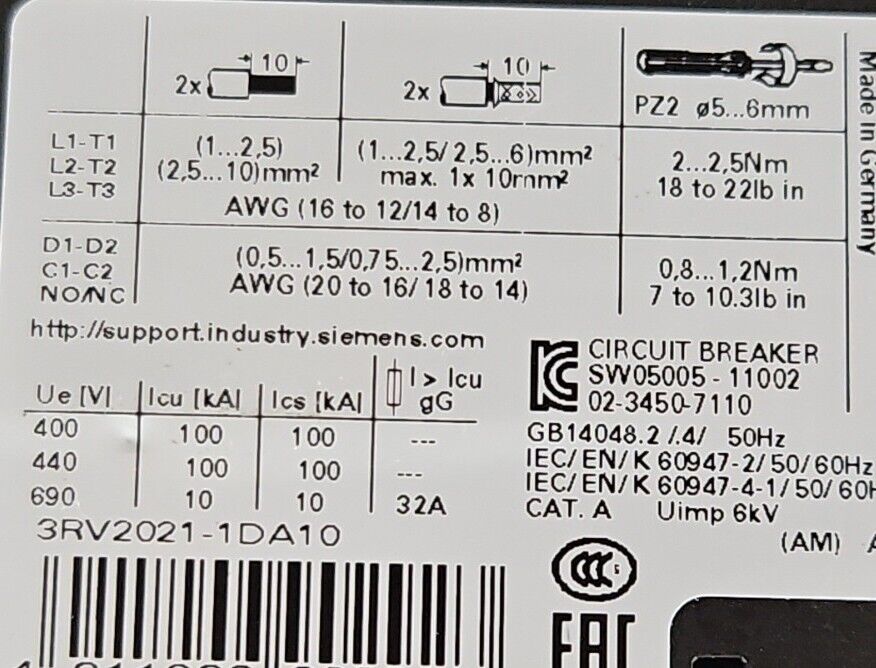 10
2x
10
2x
PZ2 ø5...6mm
Made in Germany
L1-T1
L2-T2
L3-T3
(1...2,5)
(2,5...10)mm²
(1...2,5/2,5...6)mm²
max. 1x 10mm²
AWG (16 to 12/14 to 8)
2...2,5Nm
18 to 22lb in
D1-D2
C1-C2
NO/NC
(0,5...1,5/0,75...2,5)mm²
AWG (20 to 16/18 to 14)
0,8...1,2Nm
7 to 10.3lb in
http://support.industry.siemens.com
Ue [V] Icu [kA] Ics [kA] I > Icu
gG
400 100 100 ---
440 100 100 ---
690 10 10 32A
3RV2021-1DA10
CIRCUIT BREAKER
SW05005-11002
02-3450-7110
GB14048.2/.4/ 50Hz
IEC/EN/K 60947-2/50/60Hz
IEC/EN/K 60947-4-1/50/60H
CAT. A Uimp 6kV
(AM)
CCC S
EAC